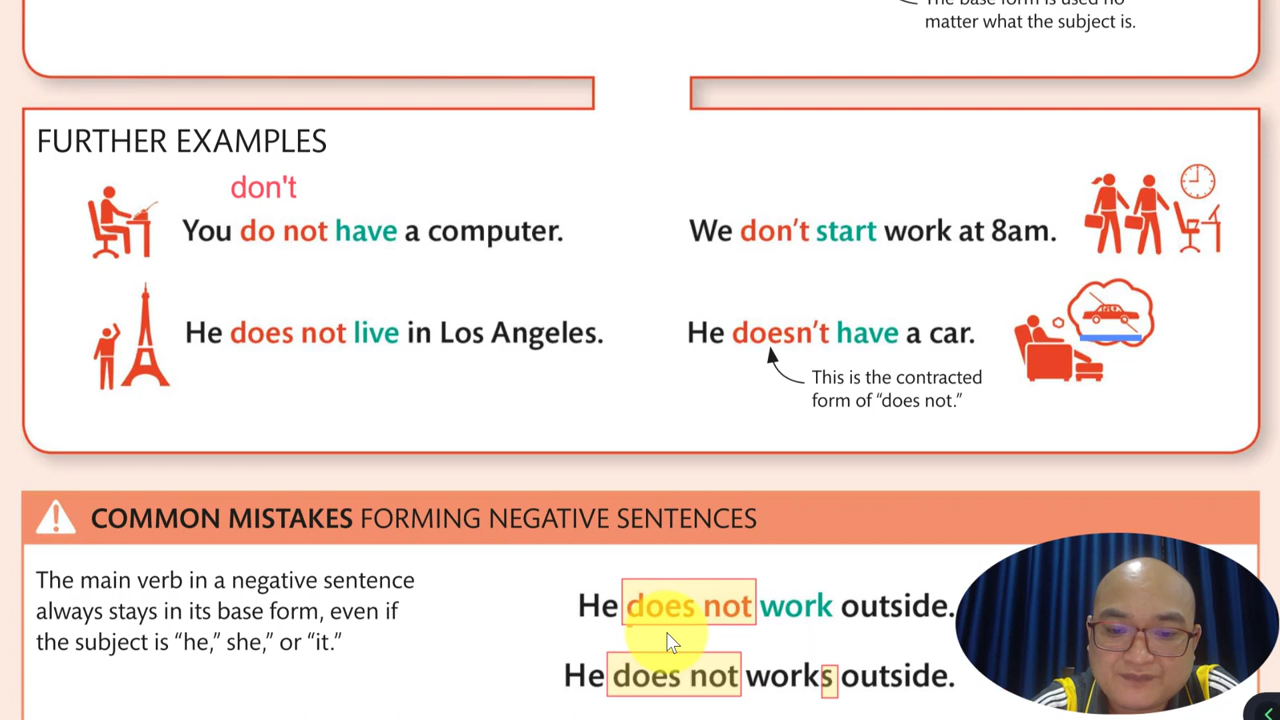 matter what the subject is.
FURTHER EXAMPLES
don't
You do not have a computer.
We don't start work at 8am.
He does not live in Los Angeles.
He doesn't have a car.
This is the contracted
form of “does not.”
COMMON MISTAKES FORMING NEGATIVE SENTENCES
The main verb in a negative sentence
always stays in its base form, even if
the subject is “he,” she,” or “it.”
He does not work outside.
He does not works outside.